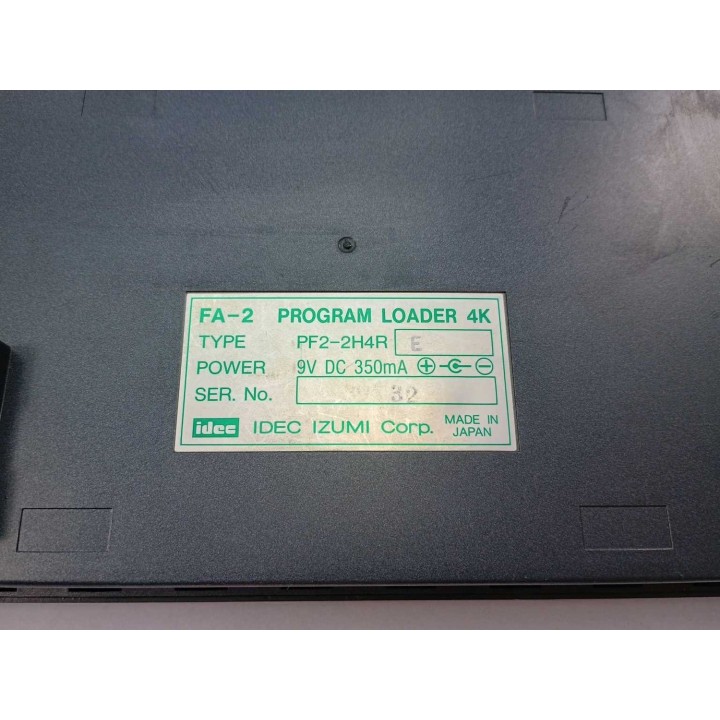 FA-2 PROGRAM LOADER 4K
TYPE PF2-2H4R E
POWER 9V DC 350mA + -
SER. No. 32
idec IDEC IZUMI Corp. MADE IN
JAPAN